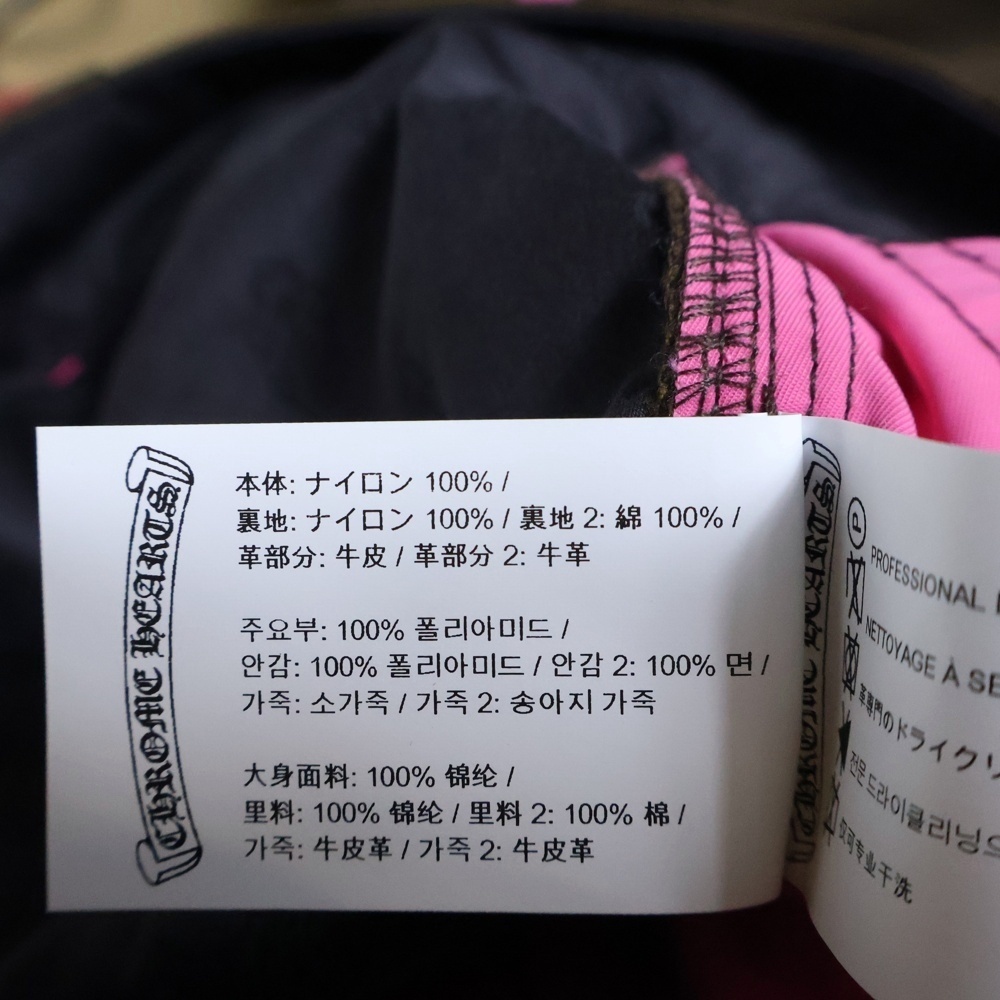 CHROME HEARTS
本体: ナイロン 100% /
裏地: ナイロン 100% / 裏地 2: 綿 100% /
革部分: 牛皮 / 革部分 2: 牛革
주요부: 100% 폴리아미드 /
안감: 100% 폴리아미드 / 안감 2: 100% 면 /
가죽: 소가죽 / 가죽 2: 송아지 가죽
大身面料: 100% 锦纶 /
里料: 100% 锦纶 / 里料 2: 100% 棉 /
가죽: 牛皮革 / 가죽 2: 牛皮革
P
PROFESSIONAL
NETTOYAGE À
革専門のドライクリ
전문 드라이클리닝
仅可专业干洗